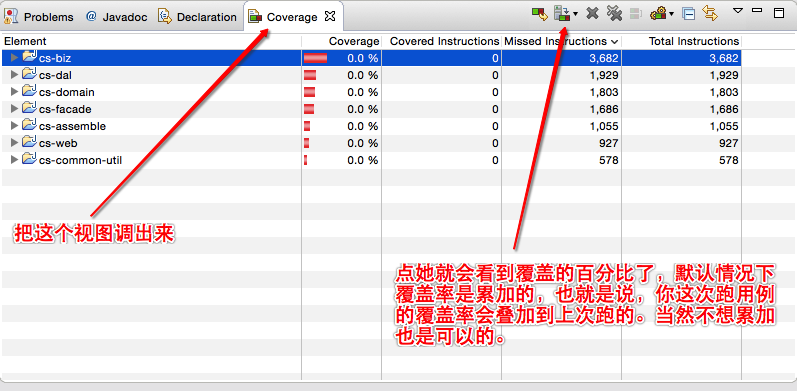 Problems @ Javadoc Declaration Coverage
Element Coverage Covered Instructions Missed Instructions Total Instructions
cs-biz 0.0 % 0 3,682 3,682
cs-dal 0.0 % 0 1,929 1,929
cs-domain 0.0 % 0 1,803 1,803
cs-facade 0.0 % 0 1,686 1,686
cs-assemble 0.0 % 0 1,055 1,055
cs-web 0.0 % 0 927 927
cs-common-util 0.0 % 0 578 578
把这个视图调出来
点她就会看到覆盖的百分比了，默认情况下
覆盖率是累加的，也就是说，你这次跑用例
的覆盖率会叠加到上次跑的。当然不想累加
也是可以的。